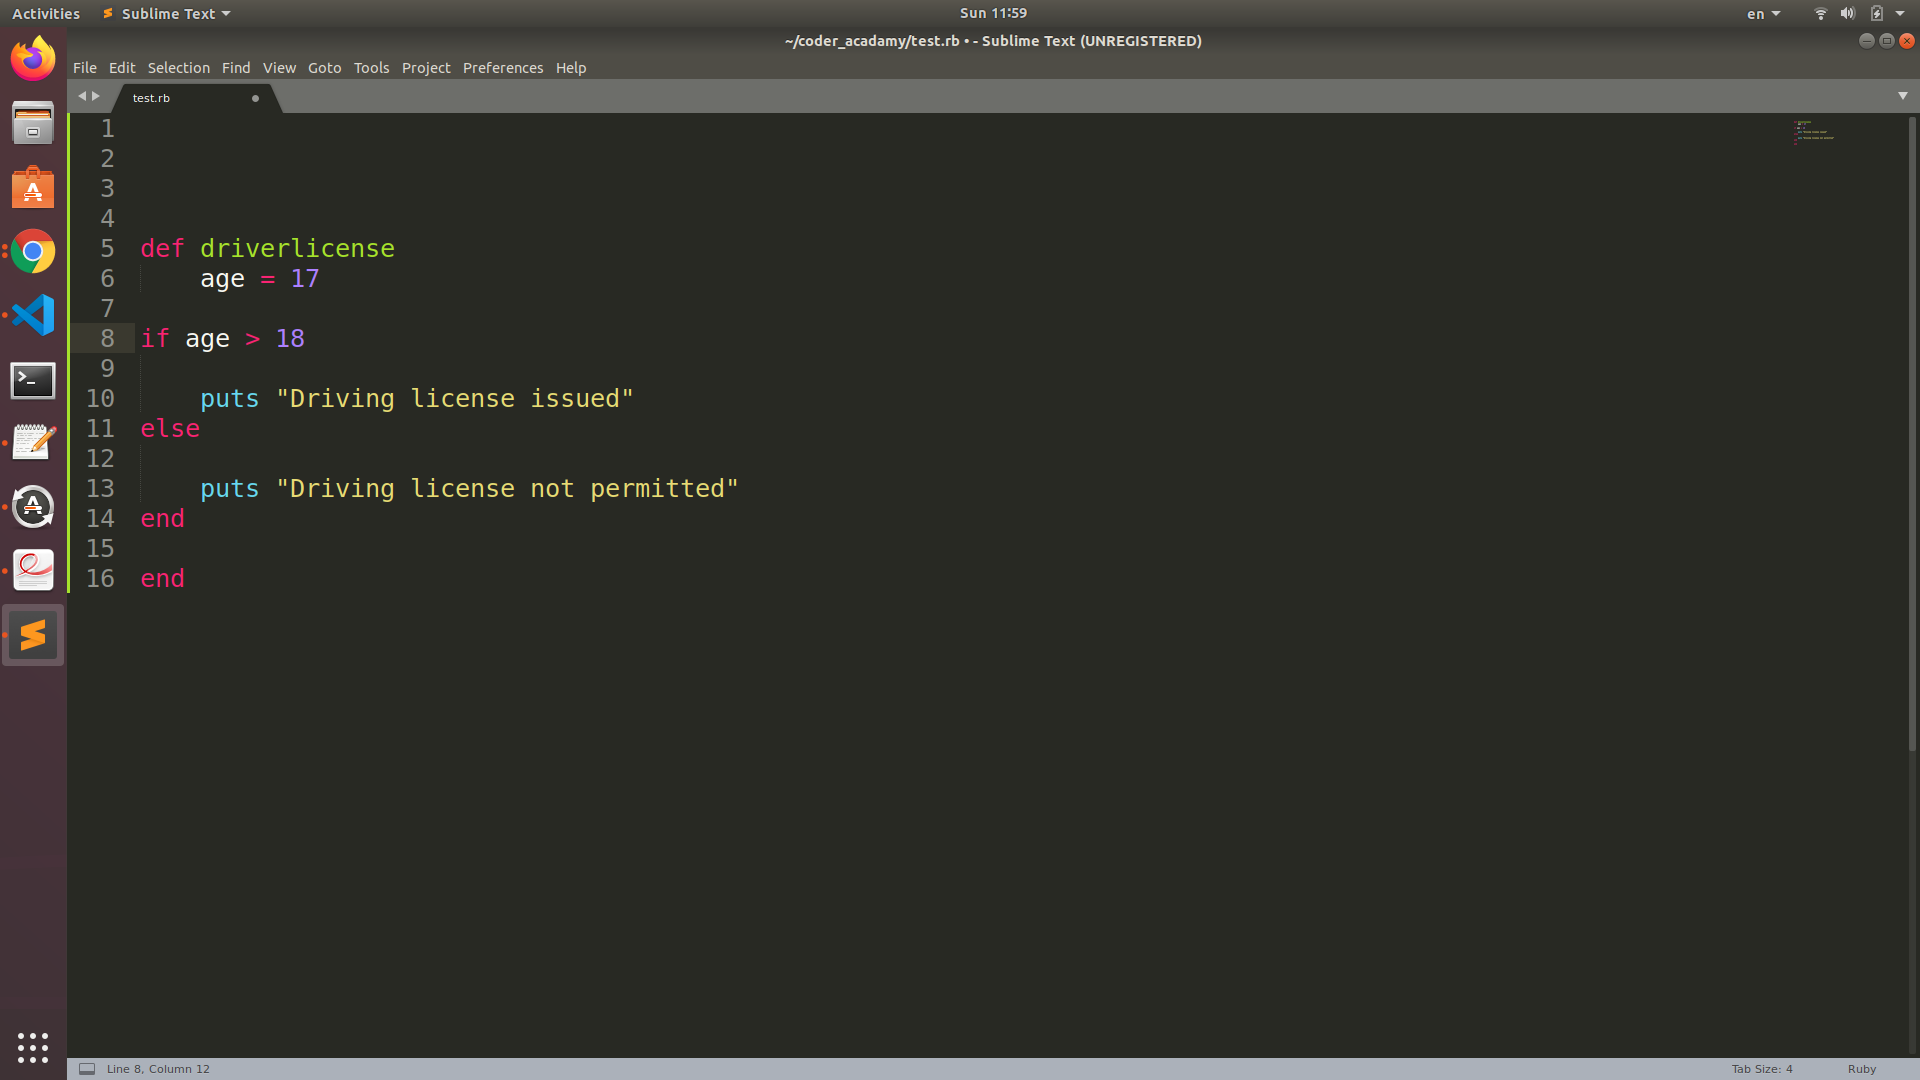 Activities Sublime Text Sun 11:59 en
~/coder_acadamy/test.rb • - Sublime Text (UNREGISTERED)
File Edit Selection Find View Goto Tools Project Preferences Help
test.rb
1
2
3
4
5 def driverlicense
6     age = 17
7
8 if age > 18
9
10     puts "Driving license issued"
11 else
12
13     puts "Driving license not permitted"
14 end
15
16 end
Line 8, Column 12 Tab Size: 4 Ruby